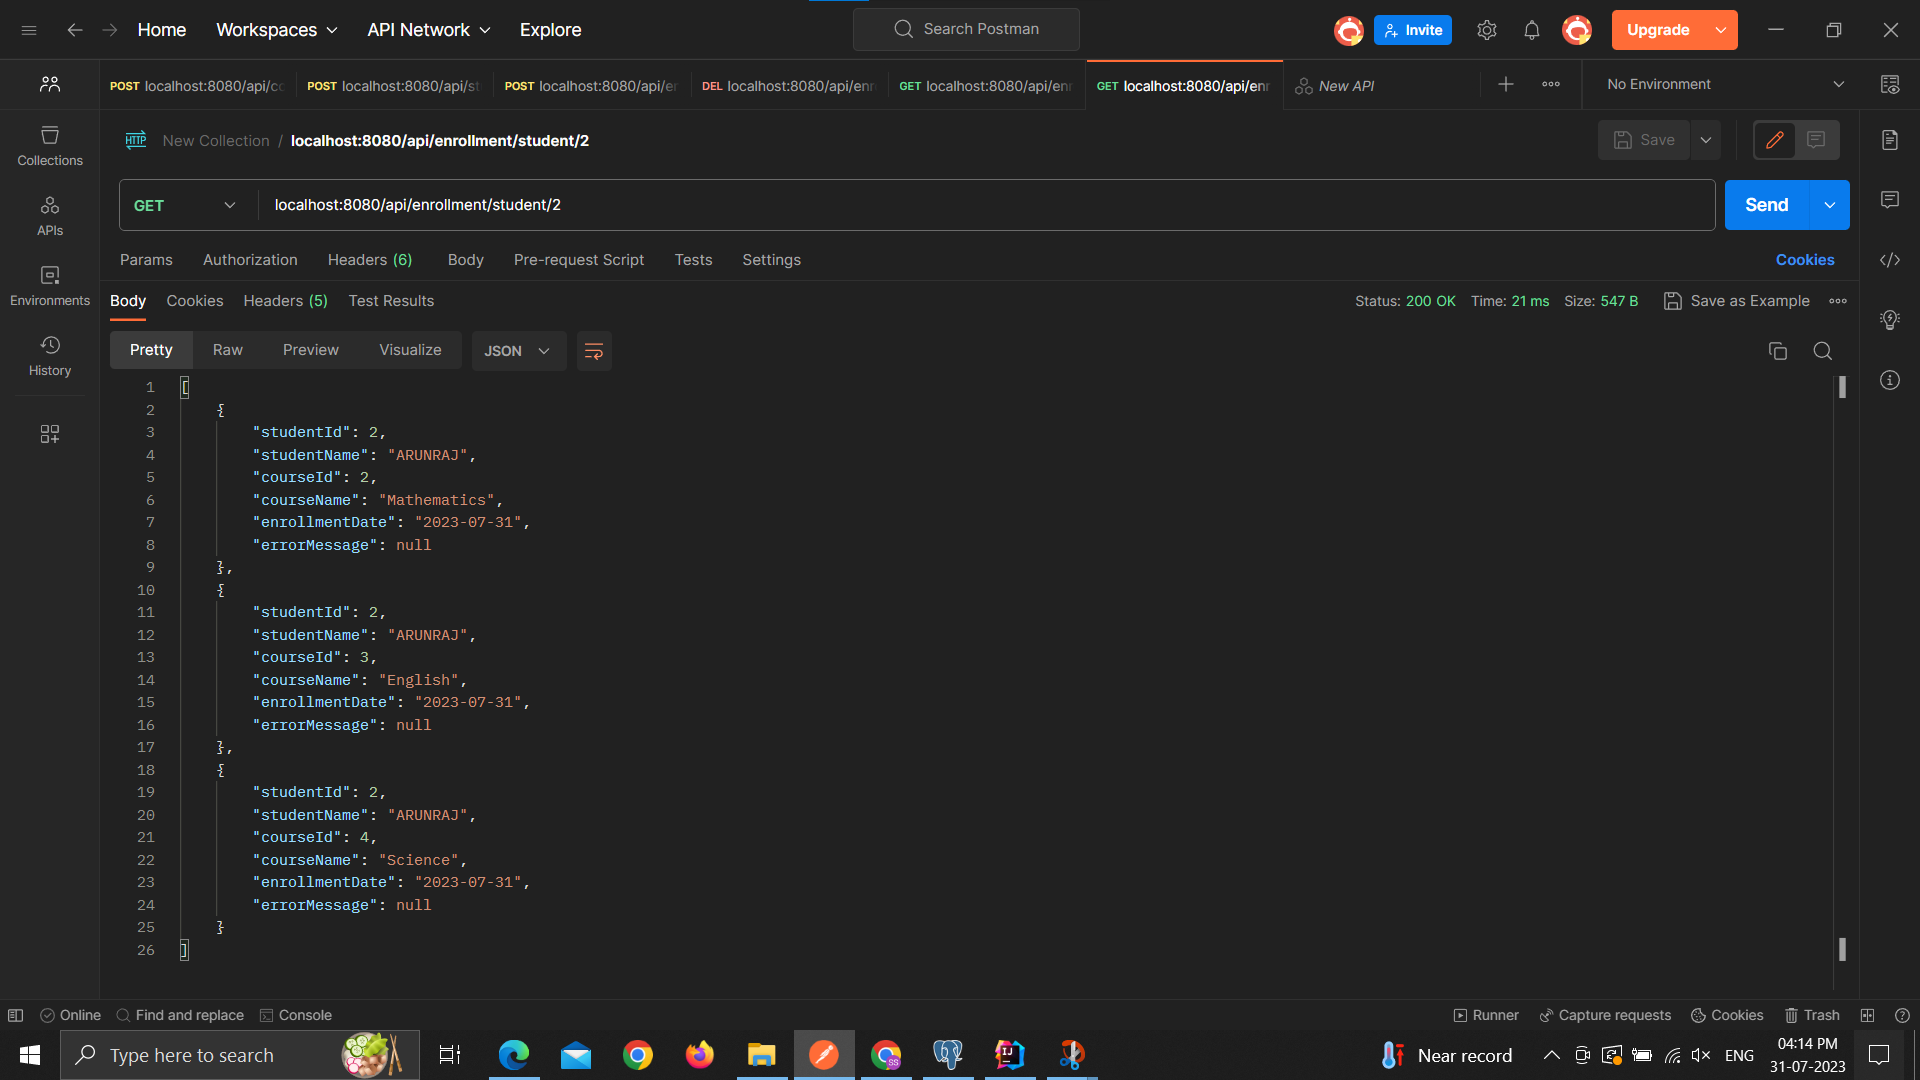 Home
Workspaces
API Network
Explore
Search Postman
Invite
Upgrade
POST localhost:8080/api/cc
POST localhost:8080/api/st
POST localhost:8080/api/er
DEL localhost:8080/api/enr
GET localhost:8080/api/enr
GET localhost:8080/api/enr
New API
No Environment
HTTP
New Collection / localhost:8080/api/enrollment/student/2
Save
GET
localhost:8080/api/enrollment/student/2
Send
Collections
APIs
Environments
History
Params
Authorization
Headers (6)
Body
Pre-request Script
Tests
Settings
Cookies
Body
Cookies
Headers (5)
Test Results
Status: 200 OK
Time: 21 ms
Size: 547 B
Save as Example
Pretty
Raw
Preview
Visualize
JSON
1 [
2 {
3 "studentId": 2,
4 "studentName": "ARUNRAJ",
5 "courseId": 2,
6 "courseName": "Mathematics",
7 "enrollmentDate": "2023-07-31",
8 "errorMessage": null
9 },
10 {
11 "studentId": 2,
12 "studentName": "ARUNRAJ",
13 "courseId": 3,
14 "courseName": "English",
15 "enrollmentDate": "2023-07-31",
16 "errorMessage": null
17 },
18 {
19 "studentId": 2,
20 "studentName": "ARUNRAJ",
21 "courseId": 4,
22 "courseName": "Science",
23 "enrollmentDate": "2023-07-31",
24 "errorMessage": null
25 }
26 ]
Online
Find and replace
Console
Runner
Capture requests
Cookies
Trash
Type here to search
SS
IJ
Near record
ENG
04:14 PM
31-07-2023